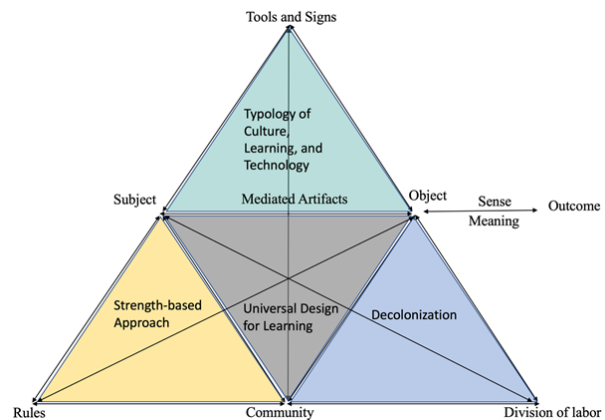 Tools and Signs
Typology of
Culture,
Learning, and
Technology
Subject
Mediated Artifacts
Object
Sense
Meaning
Outcome
Strength-based
Approach
Universal Design
for Learning
Decolonization
Rules
Community
Division of labor